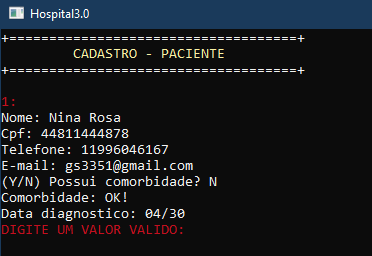 Hospital3.0
+====================================+
CADASTRO - PACIENTE
+====================================+
1:
Nome: Nina Rosa
Cpf: 44811444878
Telefone: 11996046167
E-mail: gs3351@gmail.com
(Y/N) Possui comorbidade? N
Comorbidade: OK!
Data diagnostico: 04/30
DIGITE UM VALOR VALIDO: